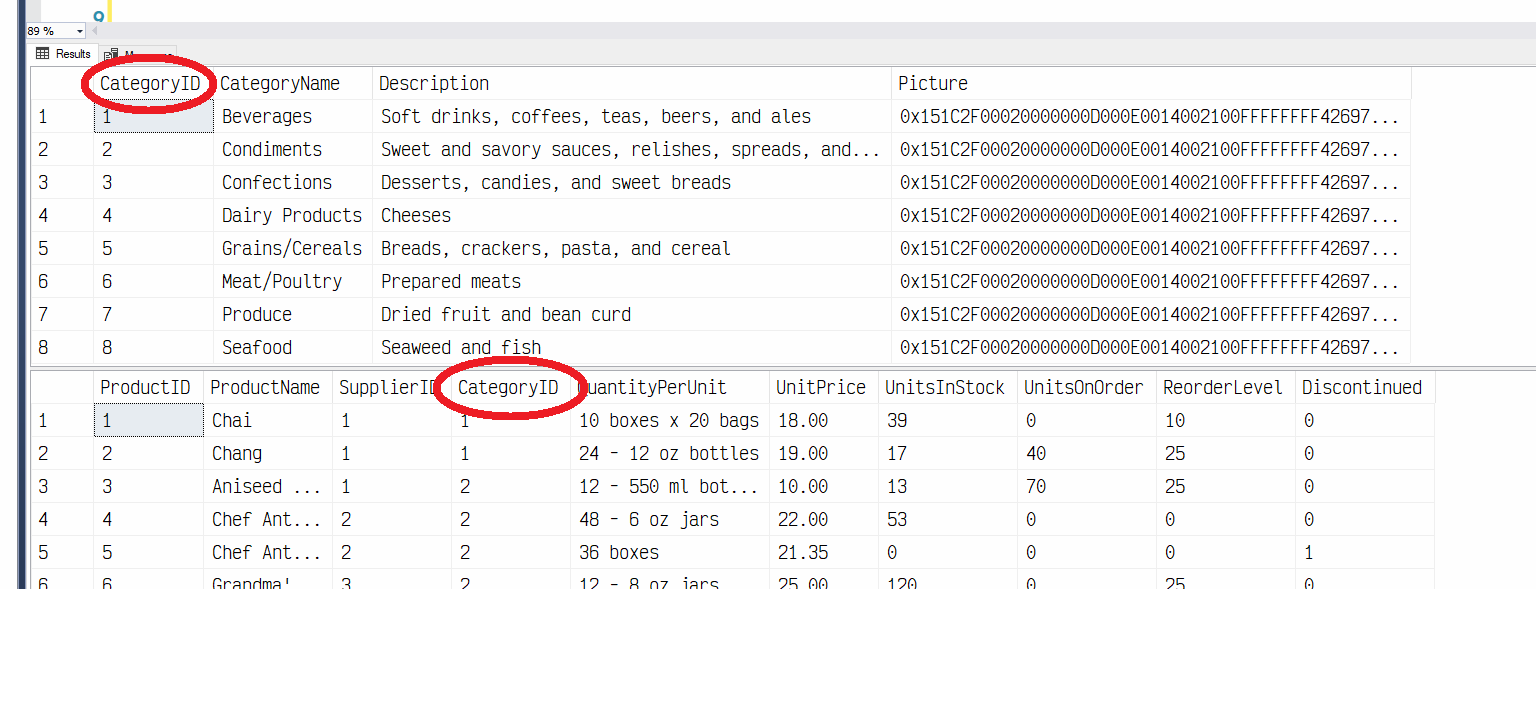 9
89 %
Results
CategoryID CategoryName Description Picture
1 1 Beverages Soft drinks, coffees, teas, beers, and ales 0x151C2F00020000000D000E0014002100FFFFFFFF42697...
2 2 Condiments Sweet and savory sauces, relishes, spreads, and... 0x151C2F00020000000D000E0014002100FFFFFFFF42697...
3 3 Confections Desserts, candies, and sweet breads 0x151C2F00020000000D000E0014002100FFFFFFFF42697...
4 4 Dairy Products Cheeses 0x151C2F00020000000D000E0014002100FFFFFFFF42697...
5 5 Grains/Cereals Breads, crackers, pasta, and cereal 0x151C2F00020000000D000E0014002100FFFFFFFF42697...
6 6 Meat/Poultry Prepared meats 0x151C2F00020000000D000E0014002100FFFFFFFF42697...
7 7 Produce Dried fruit and bean curd 0x151C2F00020000000D000E0014002100FFFFFFFF42697...
8 8 Seafood Seaweed and fish 0x151C2F00020000000D000E0014002100FFFFFFFF42697...
ProductID ProductName SupplierID CategoryID QuantityPerUnit UnitPrice UnitsInStock UnitsOnOrder ReorderLevel Discontinued
1 1 Chai 1 1 10 boxes x 20 bags 18.00 39 0 10 0
2 2 Chang 1 1 24 - 12 oz bottles 19.00 17 40 25 0
3 3 Aniseed ... 1 2 12 - 550 ml bot... 10.00 13 70 25 0
4 4 Chef Ant... 2 2 48 - 6 oz jars 22.00 53 0 0 0
5 5 Chef Ant... 2 2 36 boxes 21.35 0 0 0 1
6 6 Grandma' 3 2 12 - 8 oz jars 25.00 120 0 25 0